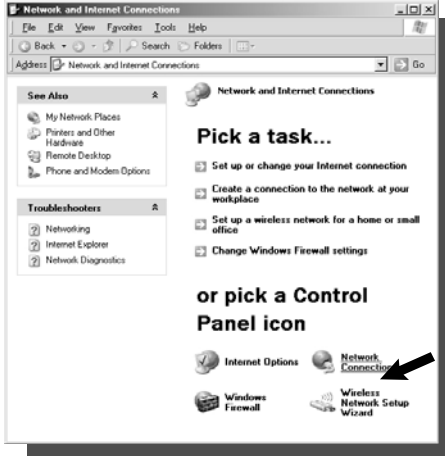 Network and Internet Connections
File Edit View Favorites Tools Help
Back Search Folders
Address Network and Internet Connections Go
See Also
My Network Places
Printers and Other
Hardware
Remote Desktop
Phone and Modem Options
Troubleshooters
Networking
Internet Explorer
Network Diagnostics
Network and Internet Connections
Pick a task...
Set up or change your Internet connection
Create a connection to the network at your
workplace
Set up a wireless network for a home or small
office
Change Windows Firewall settings
or pick a Control
Panel icon
Internet Options
Network
Connections
Windows
Firewall
Wireless
Network Setup
Wizard